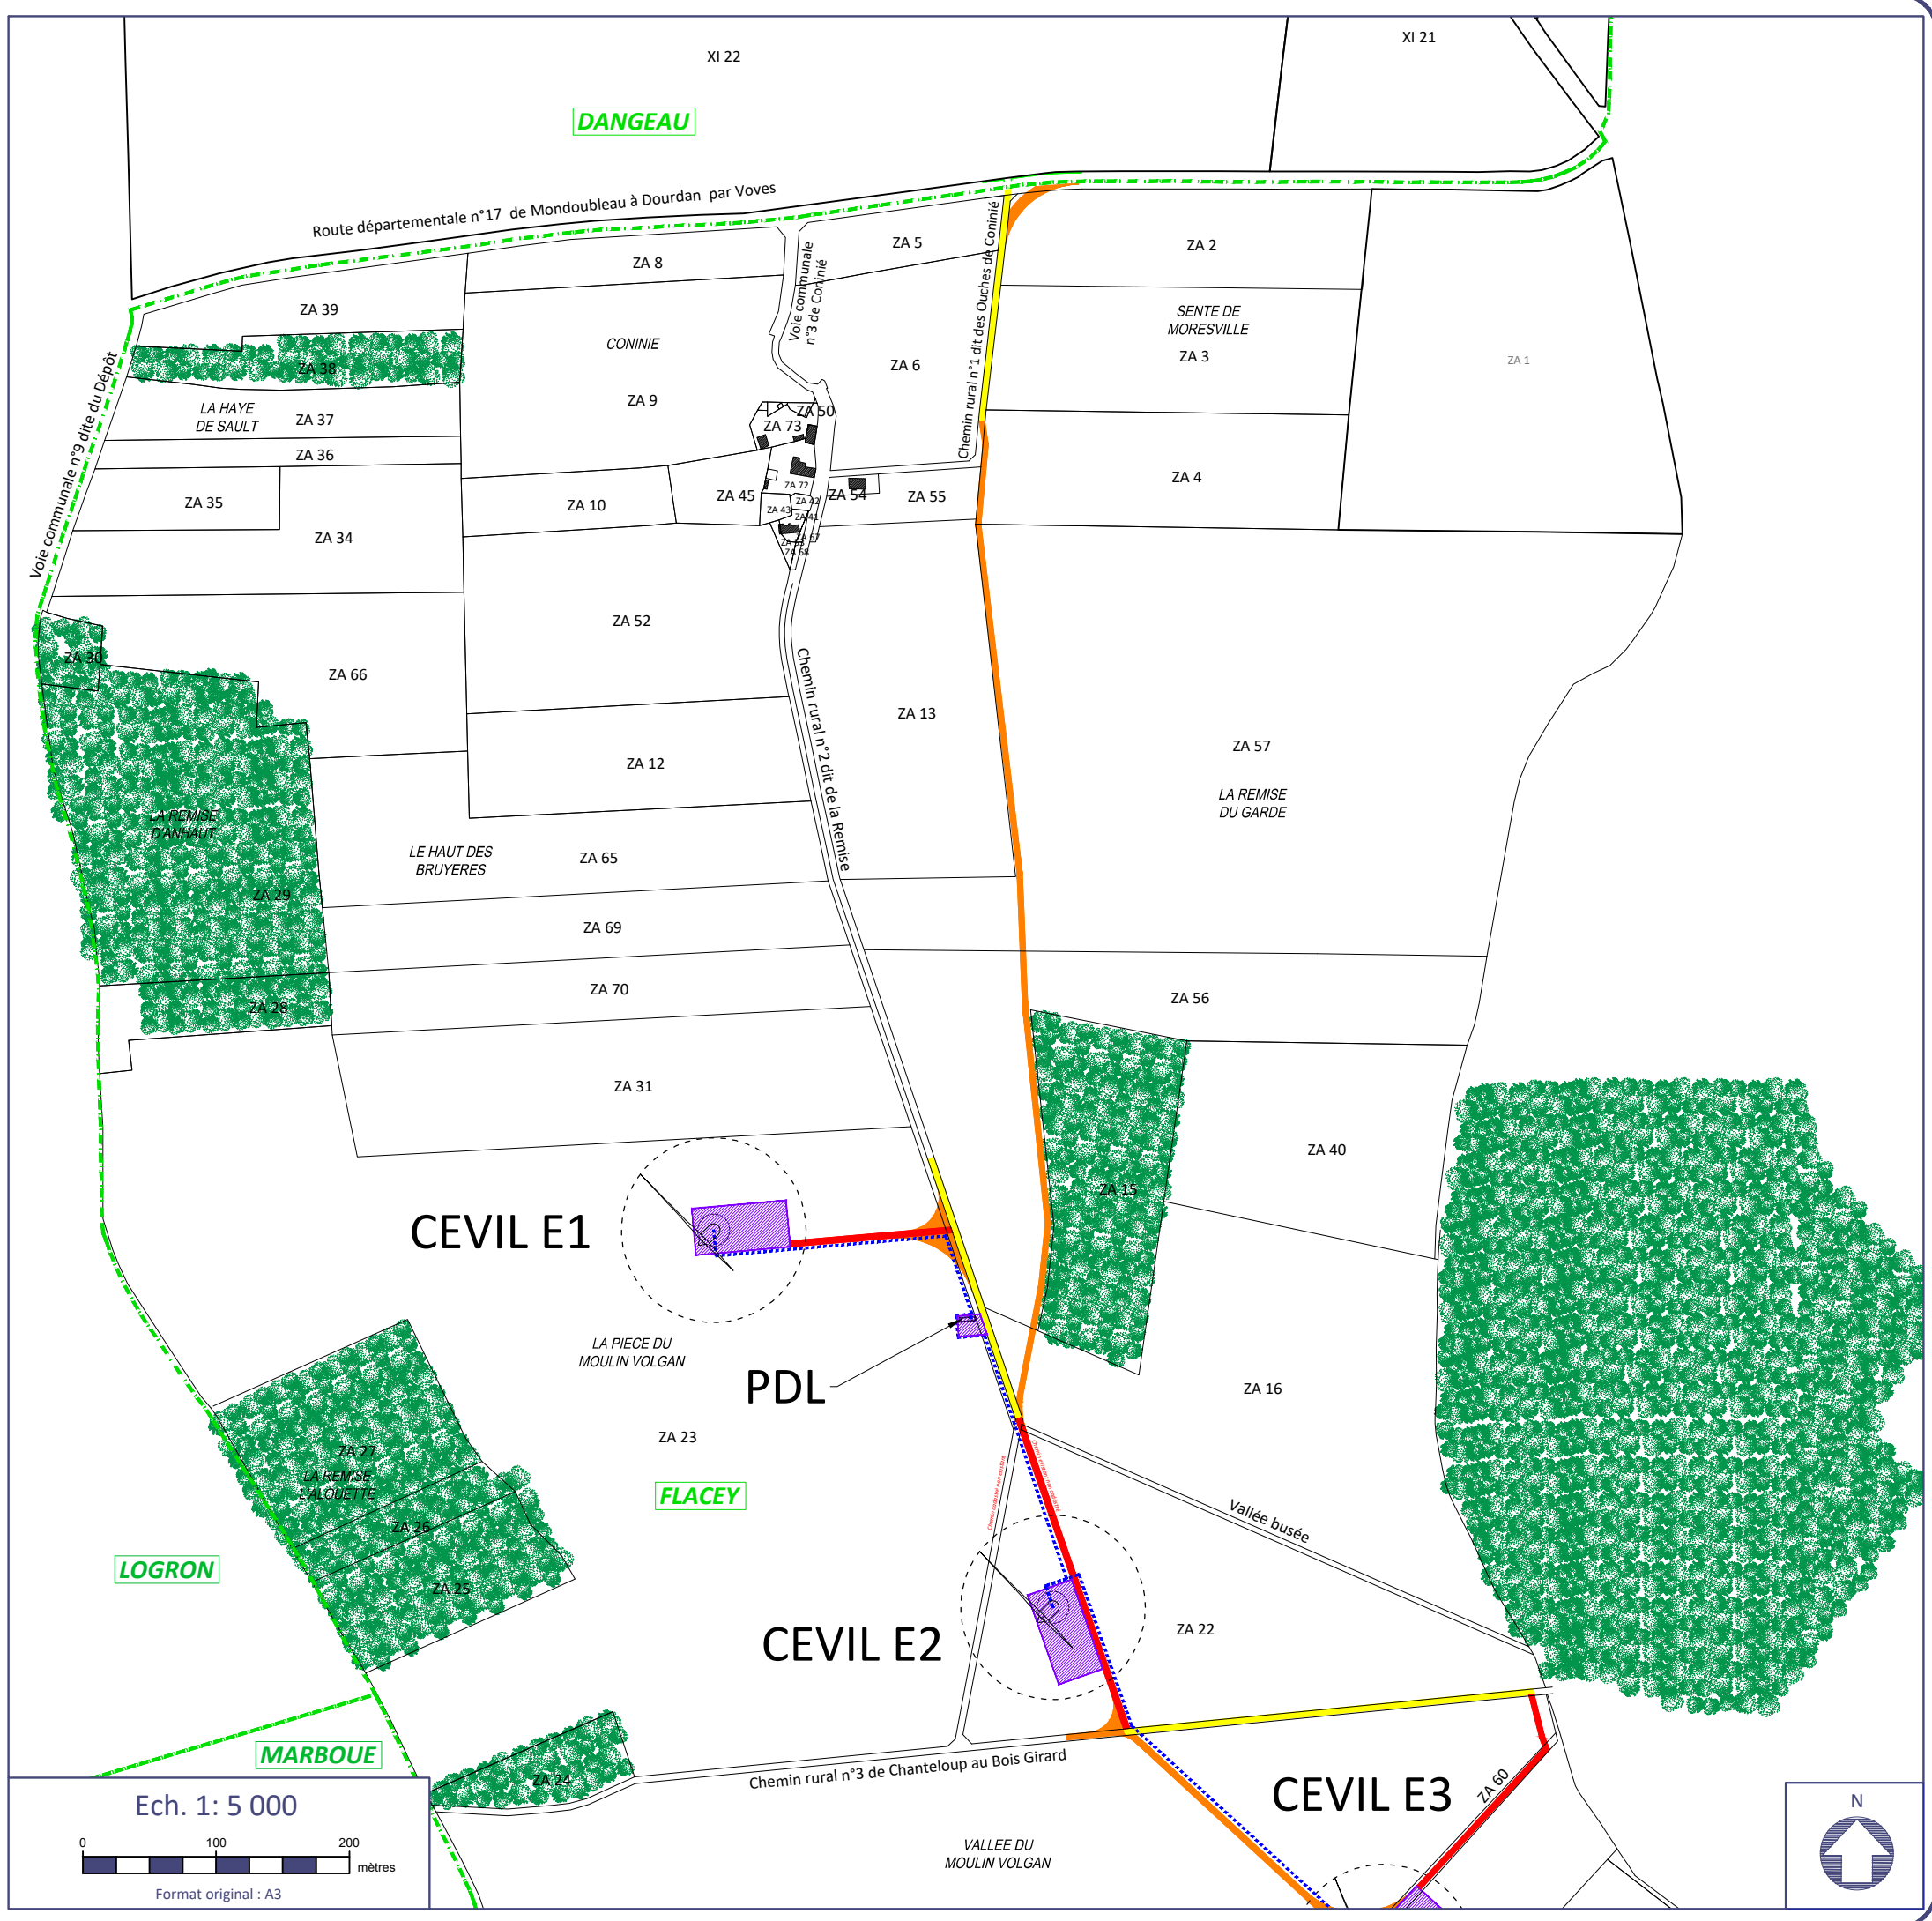 XI 22
XI 21
DANGEAU
Route départementale n°17 de Mondoubleau à Dourdan par Voves
ZA 5
ZA 2
ZA 8
Voie communale
n°3 de Coninié
Chemin rural n°1 dit des Ouches de Coninié
ZA 39
SENTE DE
MORESVILLE
CONINIE
ZA 3
ZA 1
ZA 6
ZA 38
Voie communale n°9 dite du Dépôt
ZA 9
LA HAYE
DE SAULT
ZA 37
ZA 50
ZA 73
ZA 36
ZA 4
ZA 72
ZA 35
ZA 10
ZA 45
ZA 42
ZA 54
ZA 55
ZA 43
ZA 41
ZA 34
ZA 67
ZA 68
ZA 52
ZA 30
ZA 66
Chemin rural n°2 dit de la Remise
ZA 13
ZA 57
ZA 12
LA REMISE
DU GARDE
LA REMISE
D'ANHAUT
LE HAUT DES
BRUYERES
ZA 65
ZA 29
ZA 69
ZA 70
ZA 56
ZA 28
ZA 31
ZA 40
ZA 15
CEVIL E1
LA PIECE DU
MOULIN VOLGAN
PDL
ZA 16
ZA 23
ZA 27
LA REMISE
L'ALOUETTE
FLACEY
Vallée busée
ZA 26
LOGRON
ZA 25
CEVIL E2
ZA 22
MARBOUE
Chemin rural n°3 de Chanteloup au Bois Girard
ZA 24
CEVIL E3
ZA 60
VALLEE DU
MOULIN VOLGAN
Ech. 1: 5 000
0 100 200
mètres
Format original : A3
N